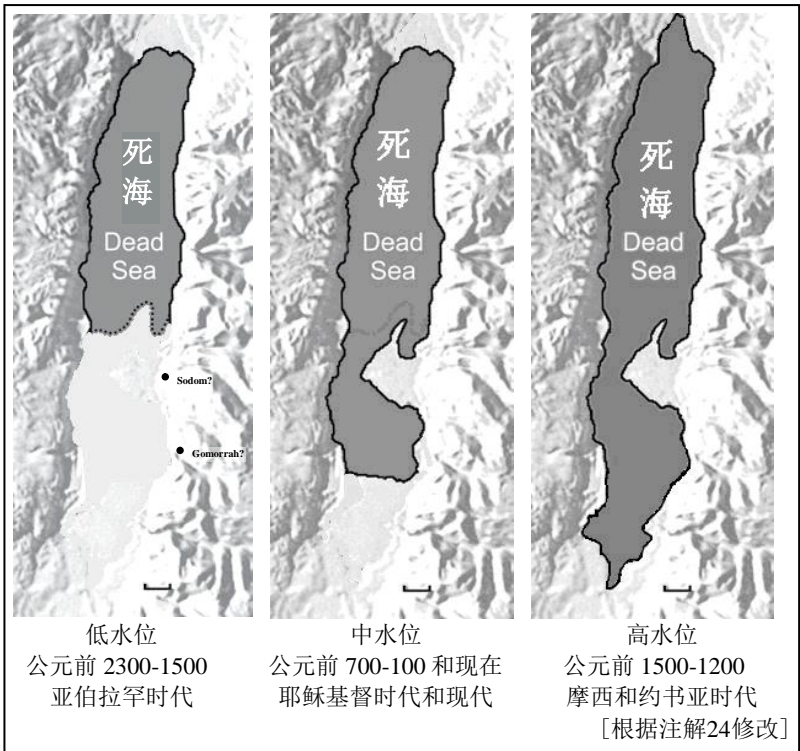 死
海
Dead
Sea
Sodom?
Gomorrah?
低水位
公元前 2300-1500
亚伯拉罕时代
死
海
Dead
Sea
中水位
公元前 700-100 和现在
耶稣基督时代和现代
死
海
Dead
Sea
高水位
公元前 1500-1200
摩西和约书亚时代
[根据注解24修改]